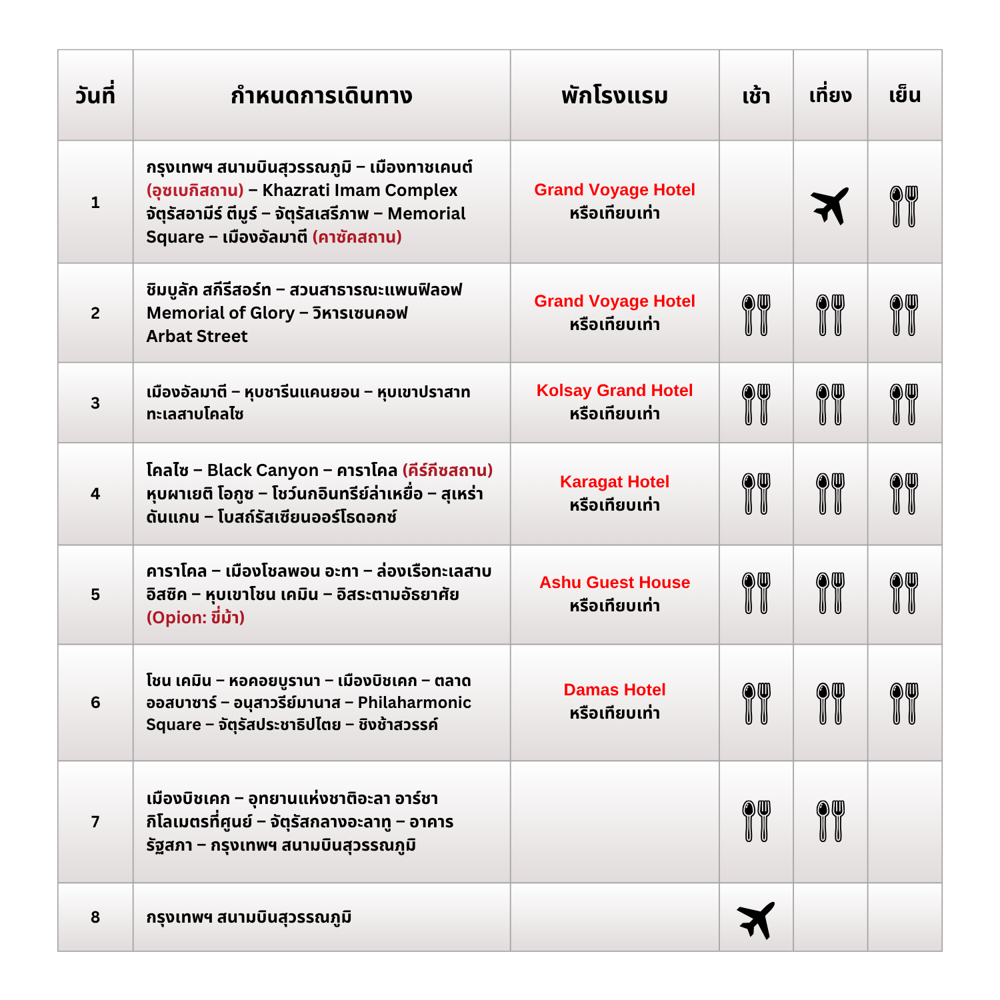 วันที่ กำหนดการเดินทาง พักโรงแรม เช้า เที่ยง เย็น
1
กรุงเทพฯ สนามบินสุวรรณภูมิ – เมืองทาชเคนต์
(อุซเบกิสถาน) – Khazrati Imam Complex
จัตุรัสอามีร์ ตีมูร์ – จัตุรัสเสรีภาพ – Memorial
Square – เมืองอัลมาตี (คาซัคสถาน)
Grand Voyage Hotel
หรือเทียบเท่า
2
ชิมบูลัก สกีรีสอร์ท – สวนสาธารณะแพนฟิลอฟ
Memorial of Glory – วิหารเซนคอฟ
Arbat Street
Grand Voyage Hotel
หรือเทียบเท่า
3
เมืองอัลมาตี – หุบชารีนแคนยอน – หุบเขาปราสาท
ทะเลสาบโคลไซ
Kolsay Grand Hotel
หรือเทียบเท่า
4
โคลไซ – Black Canyon – คาราโคล (คีร์กีซสถาน)
หุบผาเยติ โอกูซ – โชว์นกอินทรีย์ล่าเหยื่อ – สุเหร่า
ดันแกน – โบสถ์รัสเซียนออร์โธดอกซ์
Karagat Hotel
หรือเทียบเท่า
5
คาราโคล – เมืองโชลพอน อะทา – ล่องเรือทะเลสาบ
อิสซิค – หุบเขาโชน เคมิน – อิสระตามอัธยาศัย
(Opion: ขี่ม้า)
Ashu Guest House
หรือเทียบเท่า
6
โชน เคมิน – หอคอยบูรานา – เมืองบิชเคก – ตลาด
ออสบาซาร์ – อนุสาวรีย์มานาส – Philaharmonic
Square – จัตุรัสประชาธิปไตย – ชิงช้าสวรรค์
Damas Hotel
หรือเทียบเท่า
7
เมืองบิชเคก – อุทยานแห่งชาติอะลา อาร์ชา
กิโลเมตรที่ศูนย์ – จัตุรัสกลางอะลาทู – อาคาร
รัฐสภา – กรุงเทพฯ สนามบินสุวรรณภูมิ
8
กรุงเทพฯ สนามบินสุวรรณภูมิ